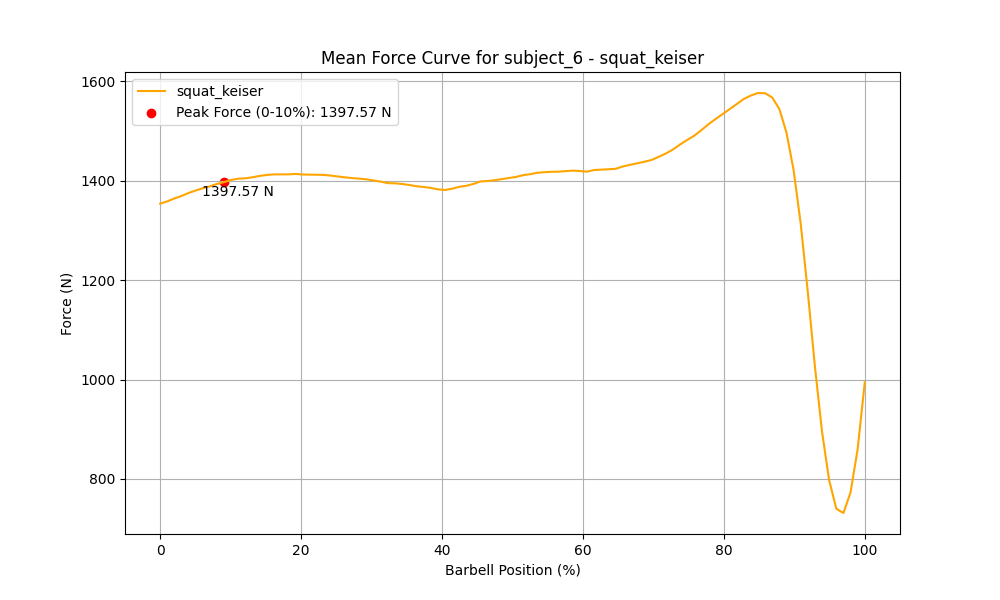 Mean Force Curve for subject_6 - squat_keiser
squat_keiser
Peak Force (0-10%): 1397.57 N
1397.57 N
1600
1400
1200
1000
800
Force (N)
0 20 40 60 80 100
Barbell Position (%)